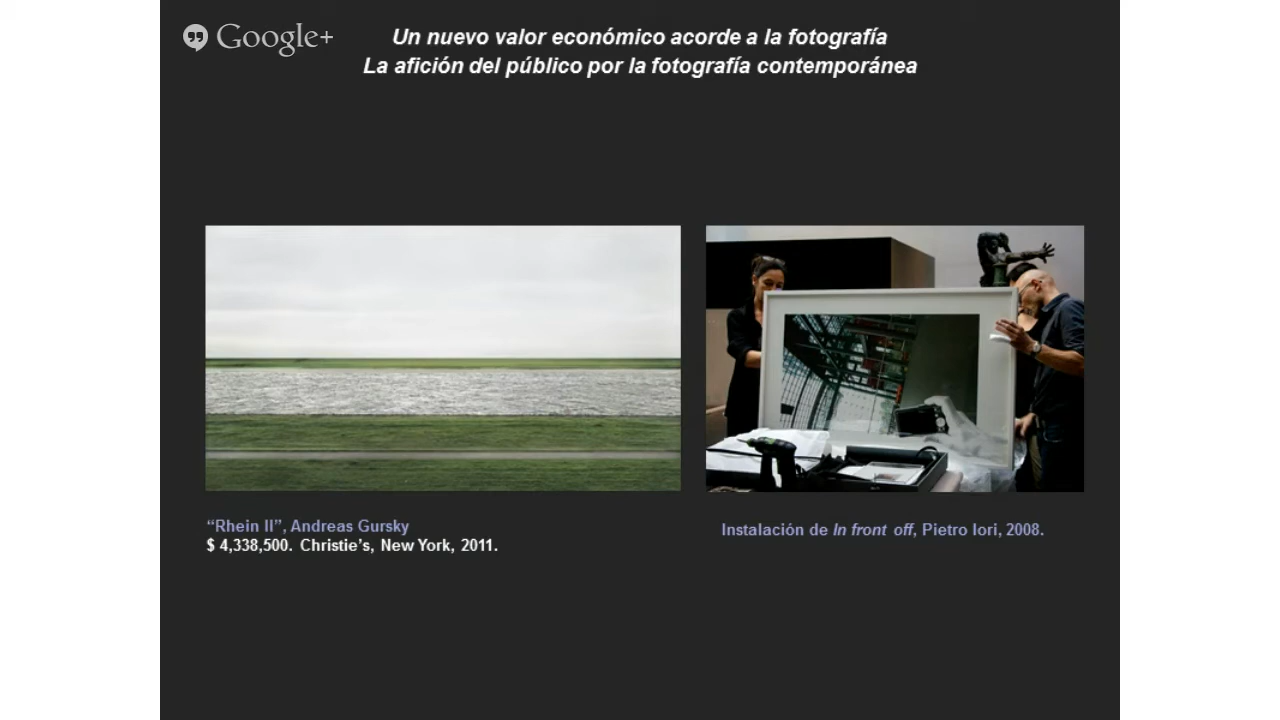 Google+
Un nuevo valor económico acorde a la fotografía
La afición del público por la fotografía contemporánea
“Rhein II”, Andreas Gursky
$ 4,338,500. Christie’s, New York, 2011.
Instalación de In front off, Pietro Iori, 2008.